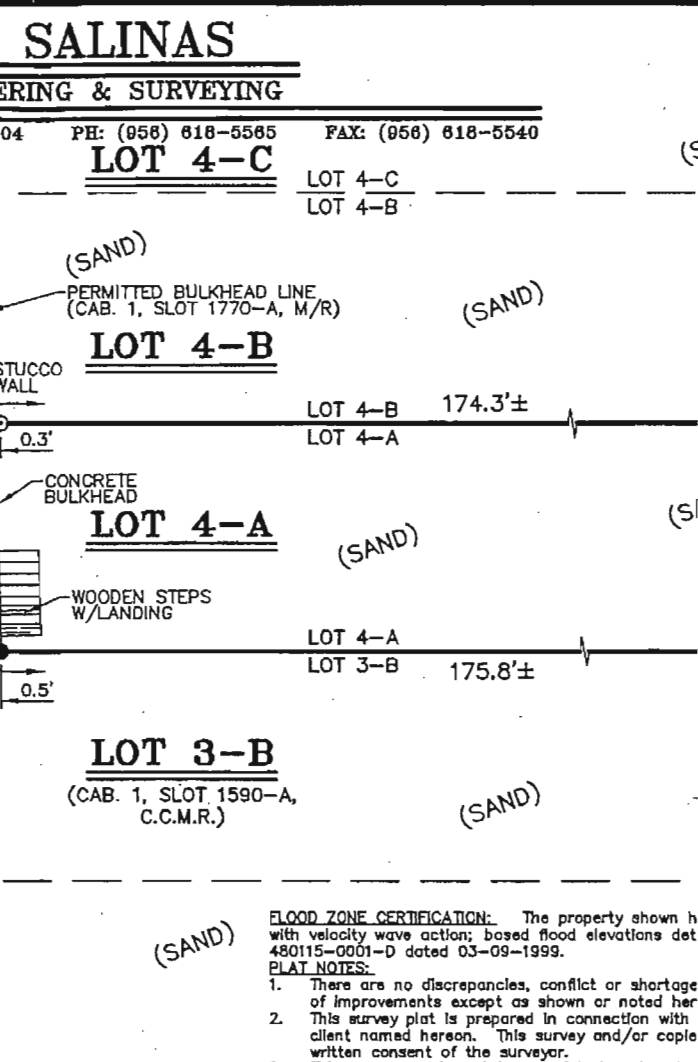 SALINAS
ERING & SURVEYING
04 PH: (956) 618-5565 FAX: (956) 618-5540
LOT 4-C
LOT 4-C
LOT 4-B
(SAND)
PERMITTED BULKHEAD LINE
(CAB. 1, SLOT 1770-A, M/R)
(SAND)
LOT 4-B
STUCCO
WALL
LOT 4-B 174.3'±
LOT 4-A
0.3'
CONCRETE
BULKHEAD
LOT 4-A
(SAND)
WOODEN STEPS
W/LANDING
LOT 4-A
LOT 3-B 175.8'±
0.5'
LOT 3-B
(CAB. 1, SLOT 1590-A,
C.C.M.R.)
(SAND)
(SAND)
FLOOD ZONE CERTIFICATION: The property shown h
with velocity wave action; based flood elevations det
480115-0001-D dated 03-09-1999.
PLAT NOTES:
1. There are no discrepancies, conflict or shortage
of improvements except as shown or noted her
2. This survey plat is prepared in connection with
client named hereon. This survey and/or copie
written consent of the surveyor.